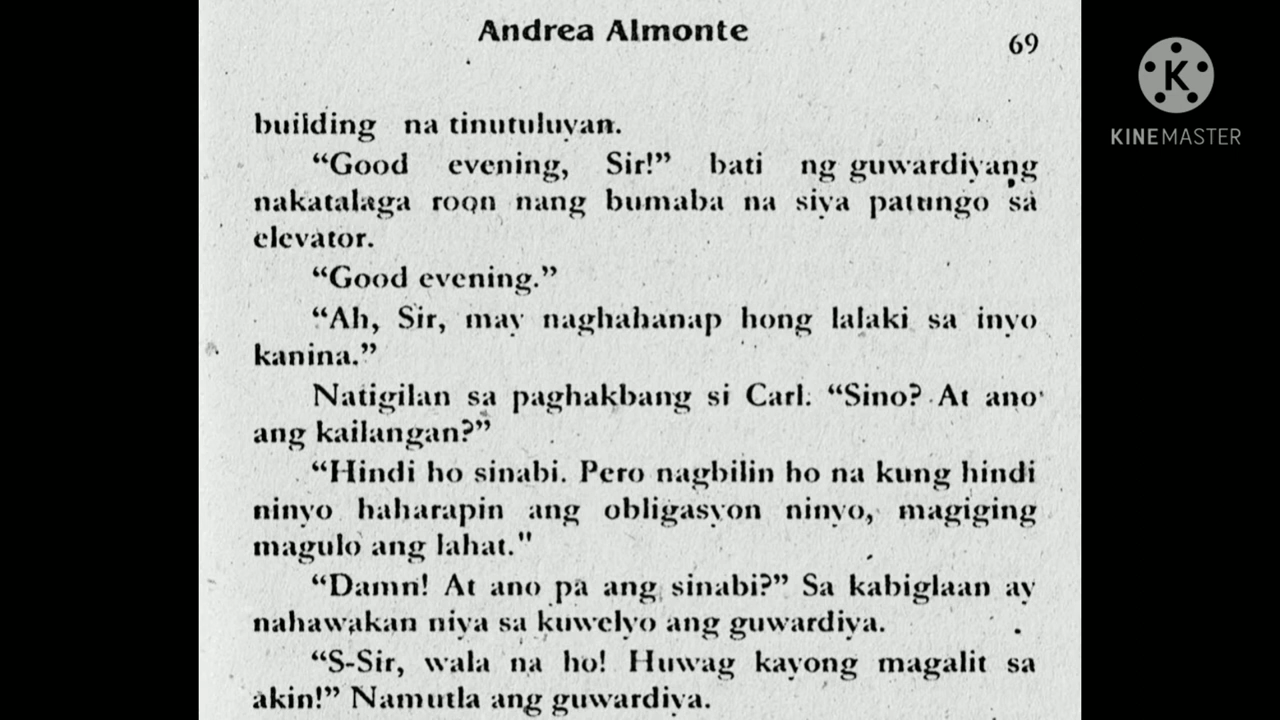 Andrea Almonte
69
building na tinutuluyan.
“Good evening, Sir!” bati ng guwardiyang
nakatalaga roon nang bumaba na siya patungo sa
elevator.
“Good evening.”
“Ah, Sir, may naghahanap hong lalaki sa inyo
kanina.”
Natigilan sa paghakbang si Carl. “Sino? At ano
ang kailangan?”
“Hindi ho sinabi. Pero nagbilin ho na kung hindi
ninyo haharapin ang obligasyon ninyo, magiging
magulo ang lahat."
“Damn! At ano pa ang sinabi?” Sa kabiglaan ay
nahawakan niya sa kuwelyo ang guwardiya.
“S-Sir, wala na ho! Huwag kayong magalit sa
akin!” Namutla ang guwardiya.
K
KINEMASTER